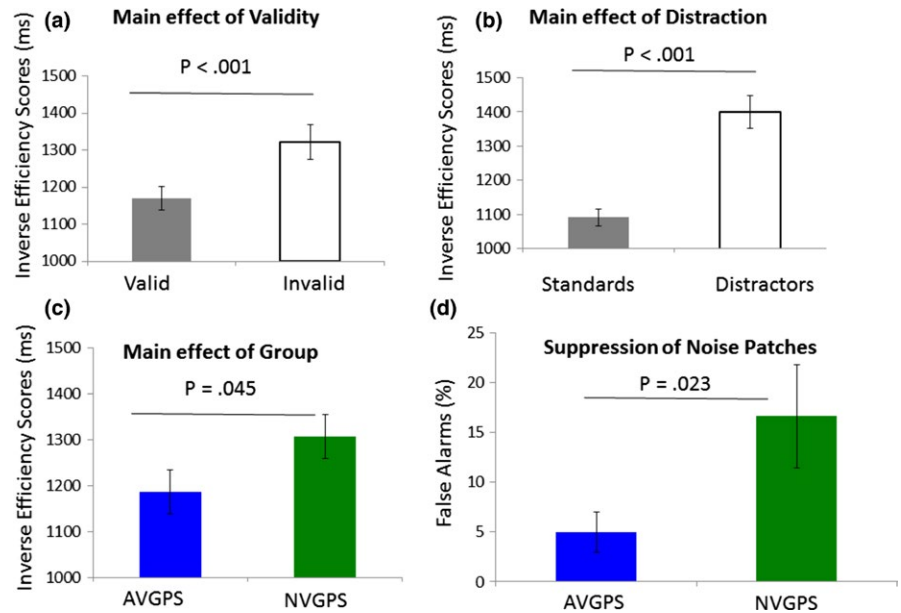 (a) Main effect of Validity
Inverse Efficiency Scores (ms)
P < .001
1500
1400
1300
1200
1100
1000
Valid Invalid
(b) Main effect of Distraction
Inverse Efficiency Scores (ms)
P < .001
1500
1400
1300
1200
1100
1000
Standards Distractors
(c) Main effect of Group
Inverse Efficiency Scores (ms)
P = .045
1500
1400
1300
1200
1100
1000
AVGPS NVGPS
(d) Suppression of Noise Patches
False Alarms (%)
P = .023
25
20
15
10
5
0
AVGPS NVGPS